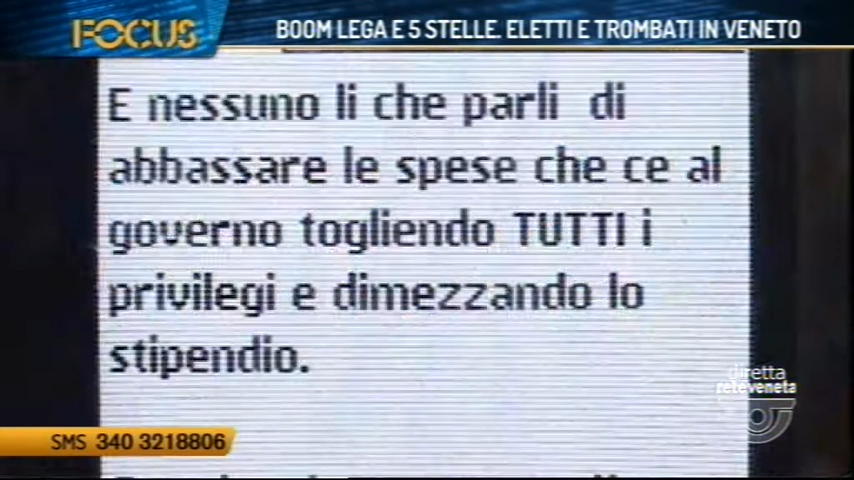 FOCUS
BOOM LEGA E 5 STELLE. ELETTI E TROMBATI IN VENETO
E nessuno li che parli di
abbassare le spese che ce al
governo togliendo TUTTI i
privilegi e dimezzando lo
stipendio.
diretta
reteveneta
SMS 340 3218806